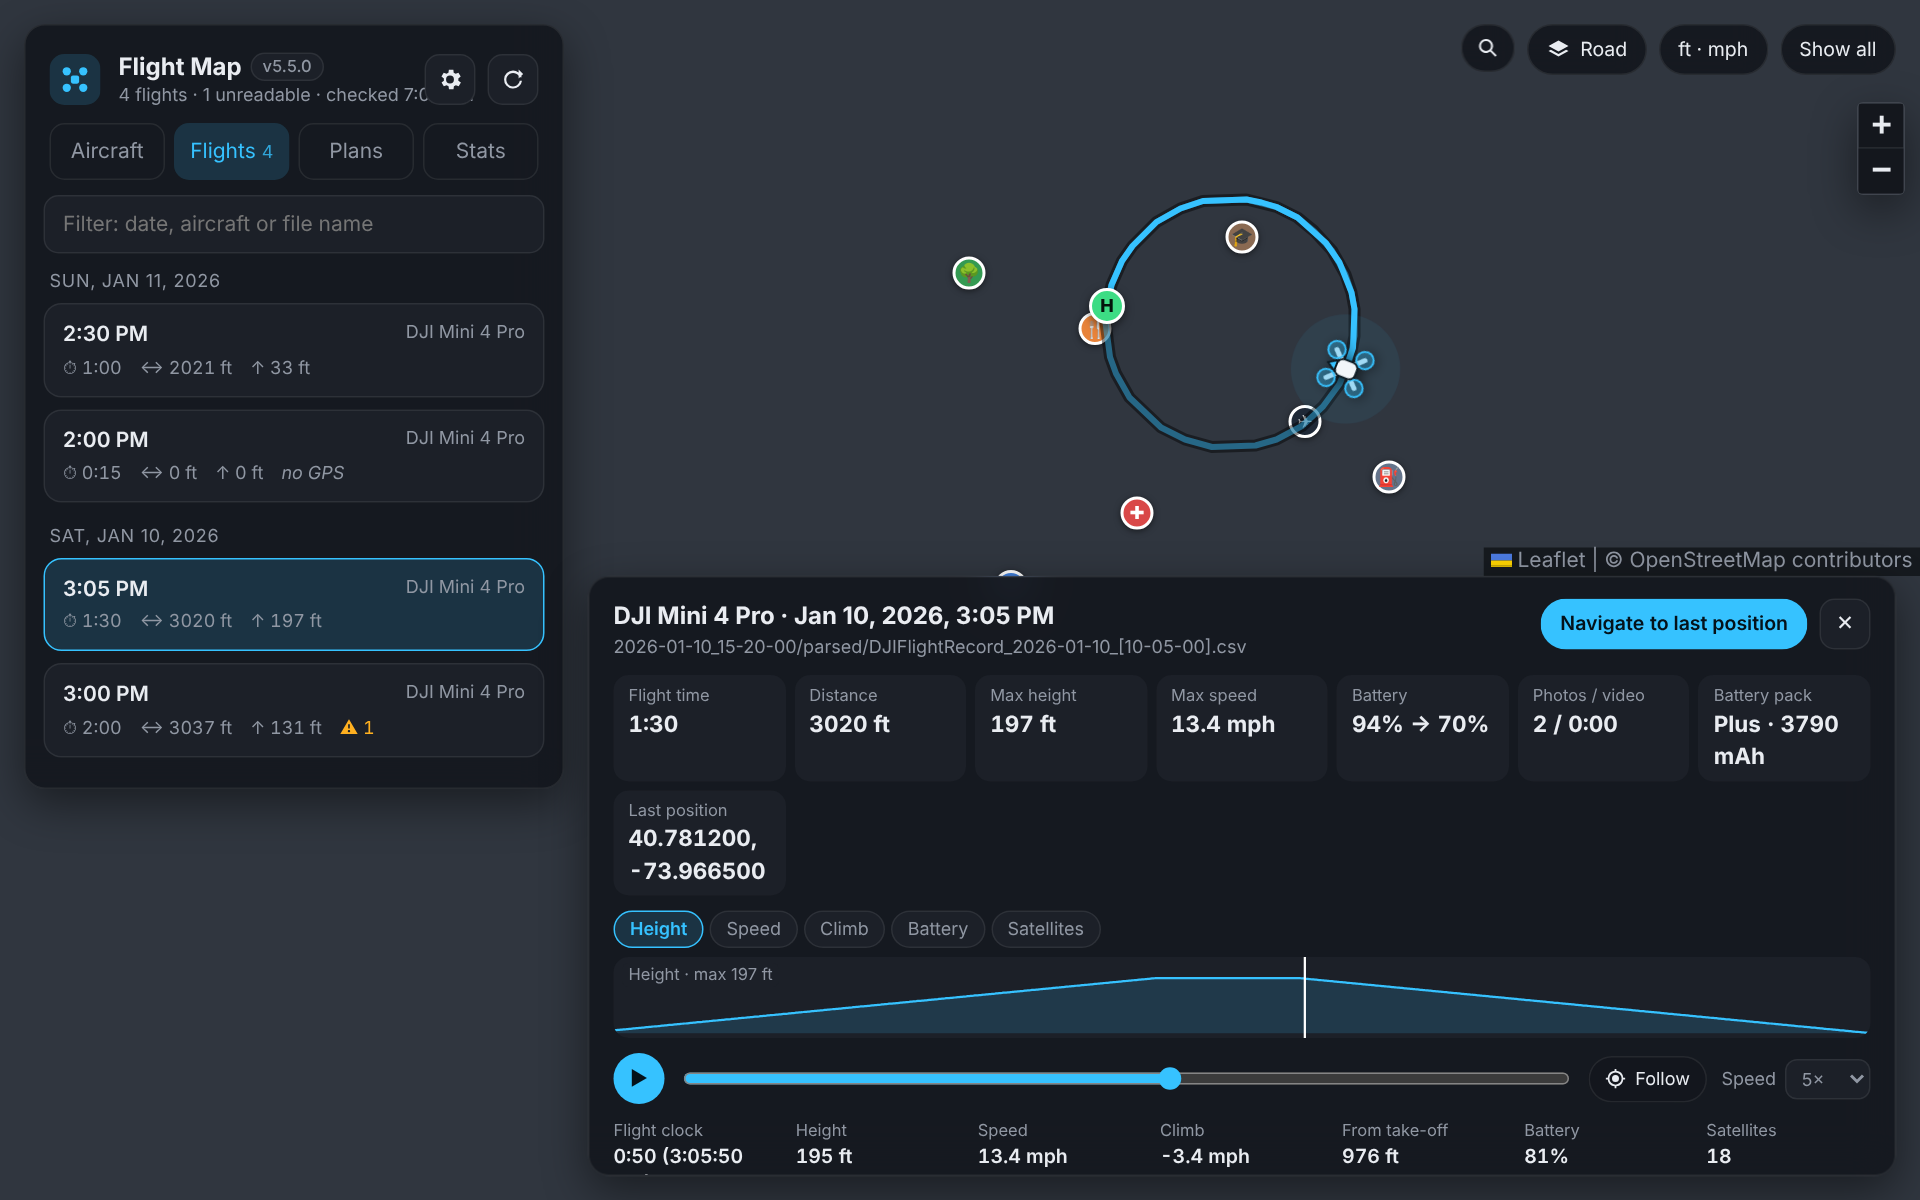 Flight Map v5.5.0
4 flights · 1 unreadable · checked 7:0
Aircraft
Flights 4
Plans
Stats
Filter: date, aircraft or file name
SUN, JAN 11, 2026
2:30 PM DJI Mini 4 Pro
⏱ 1:00 ↔ 2021 ft ↑ 33 ft
2:00 PM DJI Mini 4 Pro
⏱ 0:15 ↔ 0 ft ↑ 0 ft no GPS
SAT, JAN 10, 2026
3:05 PM DJI Mini 4 Pro
⏱ 1:30 ↔ 3020 ft ↑ 197 ft
3:00 PM DJI Mini 4 Pro
⏱ 2:00 ↔ 3037 ft ↑ 131 ft ⚠ 1
Road
ft · mph
Show all
+
−
H
Leaflet | © OpenStreetMap contributors
DJI Mini 4 Pro · Jan 10, 2026, 3:05 PM
2026-01-10_15-20-00/parsed/DJIFlightRecord_2026-01-10_[10-05-00].csv
Navigate to last position
✕
Flight time
1:30
Distance
3020 ft
Max height
197 ft
Max speed
13.4 mph
Battery
94% → 70%
Photos / video
2 / 0:00
Battery pack
Plus · 3790
mAh
Last position
40.781200,
-73.966500
Height
Speed
Climb
Battery
Satellites
Height · max 197 ft
Follow
Speed
5×
Flight clock
0:50 (3:05:50
Height
195 ft
Speed
13.4 mph
Climb
-3.4 mph
From take-off
976 ft
Battery
81%
Satellites
18